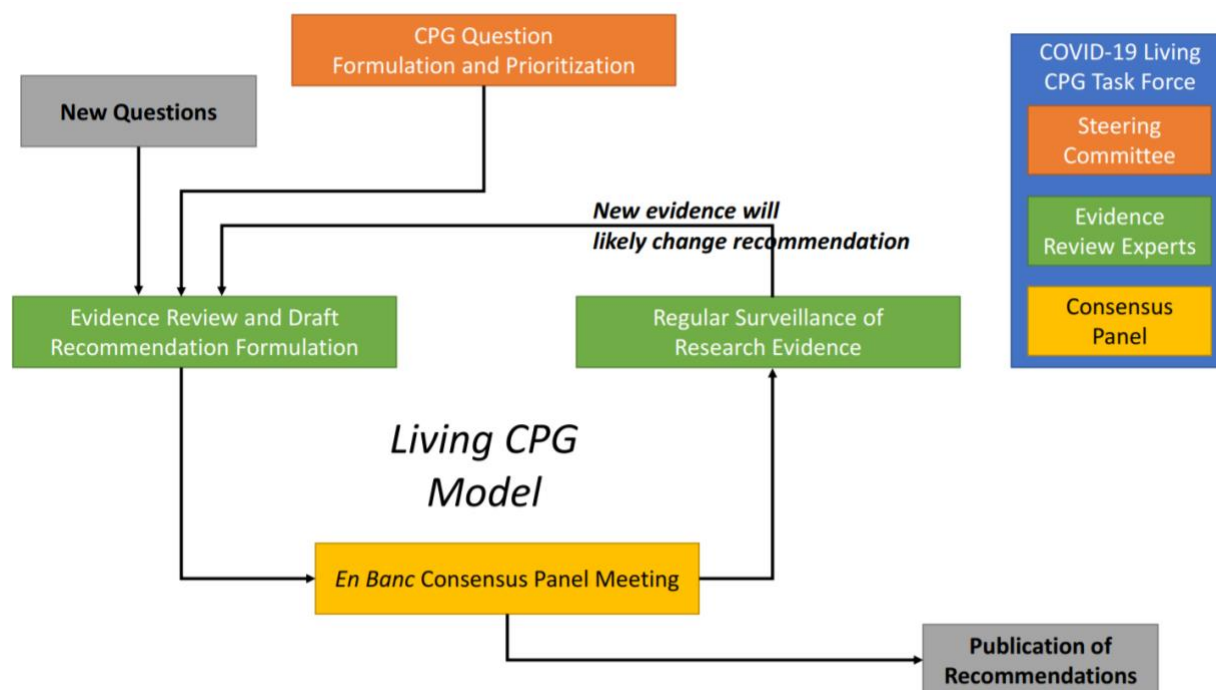 CPG Question
Formulation and Prioritization
New Questions
New evidence will
likely change recommendation
Evidence Review and Draft
Recommendation Formulation
Regular Surveillance of
Research Evidence
Living CPG
Model
En Banc Consensus Panel Meeting
Publication of
Recommendations
COVID-19 Living
CPG Task Force
Steering
Committee
Evidence
Review Experts
Consensus
Panel